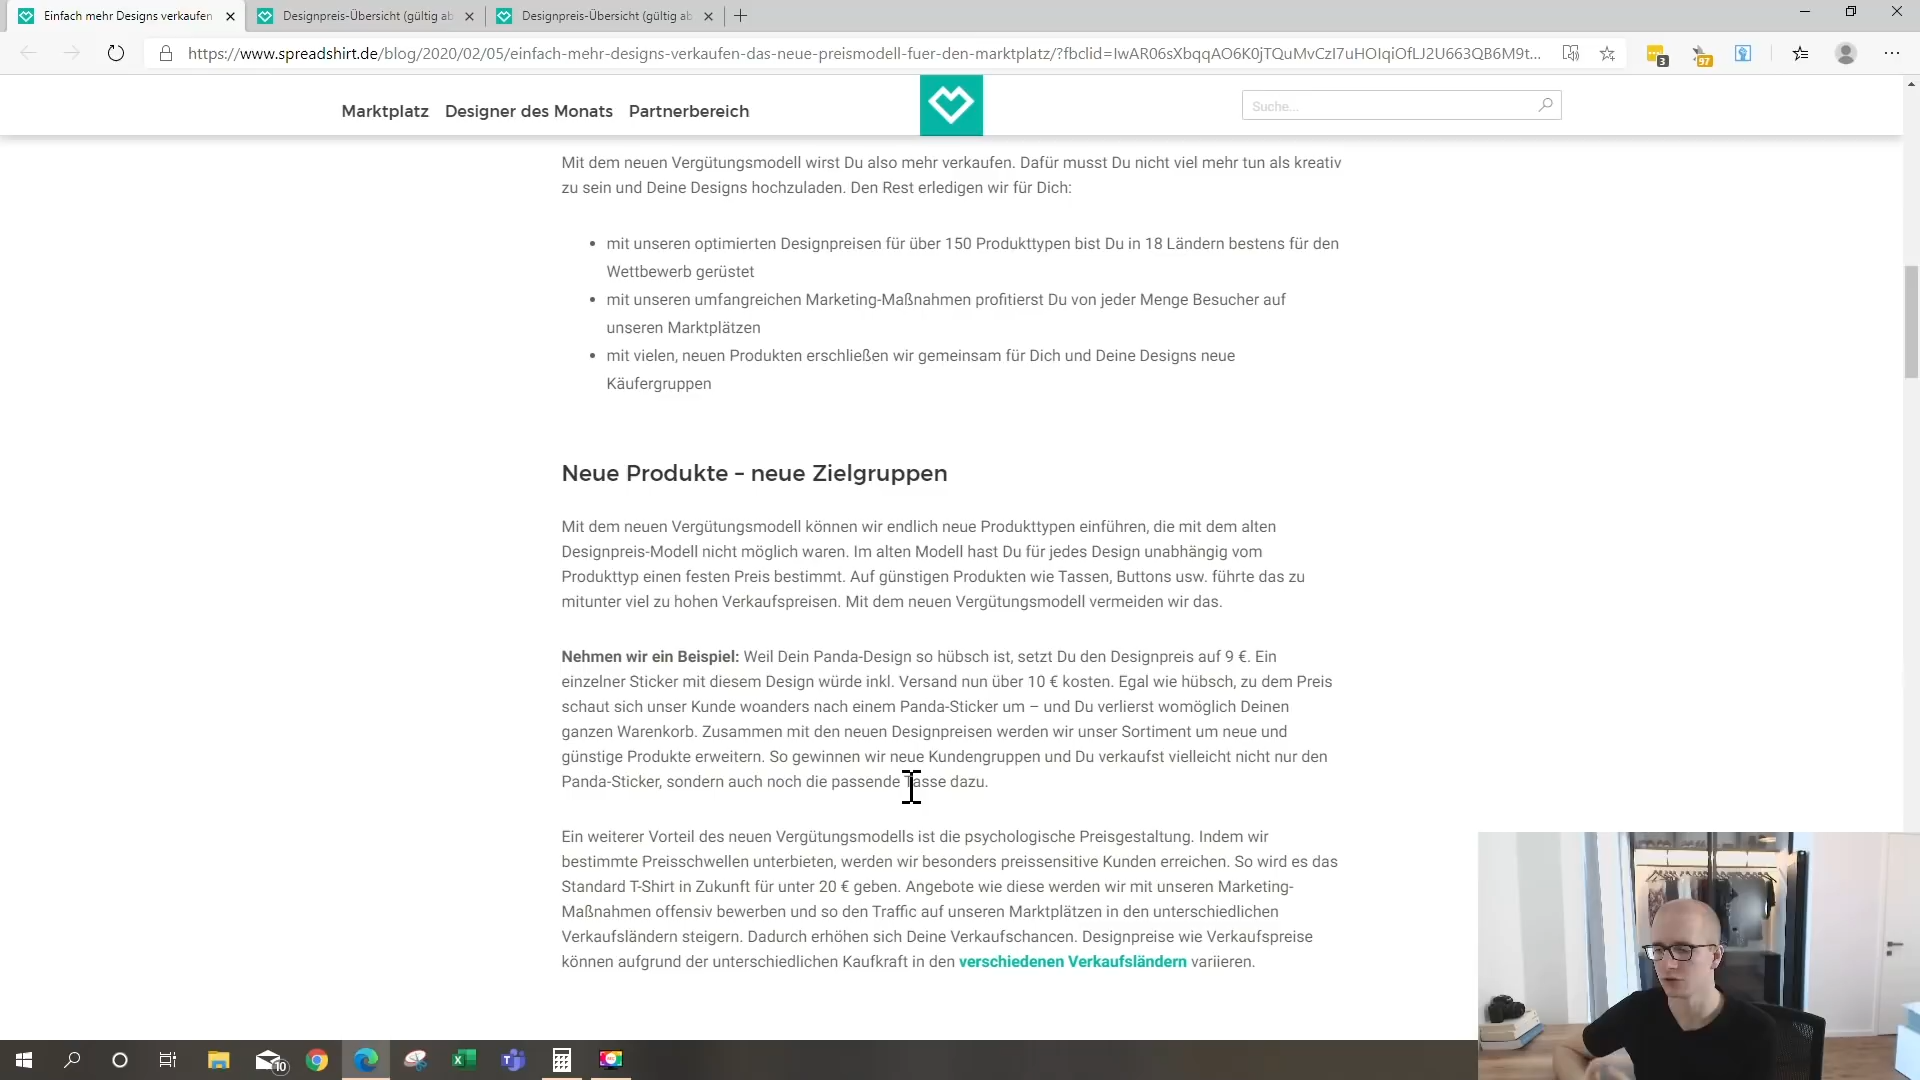 Einfach mehr Designs verkaufen
Designpreis-Übersicht (gültig ab
Designpreis-Übersicht (gültig ab
https://www.spreadshirt.de/blog/2020/02/05/einfach-mehr-designs-verkaufen-das-neue-preismodell-fuer-den-marktplatz/?fbclid=IwAR06sXbqqAO6K0jTQuMvCzI7uHOIqiOfLJ2U663QB6M9t...
3
97
Marktplatz Designer des Monats Partnerbereich
Suche...
Mit dem neuen Vergütungsmodell wirst Du also mehr verkaufen. Dafür musst Du nicht viel mehr tun als kreativ
zu sein und Deine Designs hochzuladen. Den Rest erledigen wir für Dich:
• mit unseren optimierten Designpreisen für über 150 Produkttypen bist Du in 18 Ländern bestens für den
Wettbewerb gerüstet
• mit unseren umfangreichen Marketing-Maßnahmen profitierst Du von jeder Menge Besucher auf
unseren Marktplätzen
• mit vielen, neuen Produkten erschließen wir gemeinsam für Dich und Deine Designs neue
Käufergruppen
Neue Produkte – neue Zielgruppen
Mit dem neuen Vergütungsmodell können wir endlich neue Produkttypen einführen, die mit dem alten
Designpreis-Modell nicht möglich waren. Im alten Modell hast Du für jedes Design unabhängig vom
Produkttyp einen festen Preis bestimmt. Auf günstigen Produkten wie Tassen, Buttons usw. führte das zu
mitunter viel zu hohen Verkaufspreisen. Mit dem neuen Vergütungsmodell vermeiden wir das.
Nehmen wir ein Beispiel: Weil Dein Panda-Design so hübsch ist, setzt Du den Designpreis auf 9 €. Ein
einzelner Sticker mit diesem Design würde inkl. Versand nun über 10 € kosten. Egal wie hübsch, zu dem Preis
schaut sich unser Kunde woanders nach einem Panda-Sticker um – und Du verlierst womöglich Deinen
ganzen Warenkorb. Zusammen mit den neuen Designpreisen werden wir unser Sortiment um neue und
günstige Produkte erweitern. So gewinnen wir neue Kundengruppen und Du verkaufst vielleicht nicht nur den
Panda-Sticker, sondern auch noch die passende Tasse dazu.
Ein weiterer Vorteil des neuen Vergütungsmodells ist die psychologische Preisgestaltung. Indem wir
bestimmte Preisschwellen unterbieten, werden wir besonders preissensitive Kunden erreichen. So wird es das
Standard T-Shirt in Zukunft für unter 20 € geben. Angebote wie diese werden wir mit unseren Marketing-
Maßnahmen offensiv bewerben und so den Traffic auf unseren Marktplätzen in den unterschiedlichen
Verkaufsländern steigern. Dadurch erhöhen sich Deine Verkaufschancen. Designpreise wie Verkaufspreise
können aufgrund der unterschiedlichen Kaufkraft in den verschiedenen Verkaufsländern variieren.
10